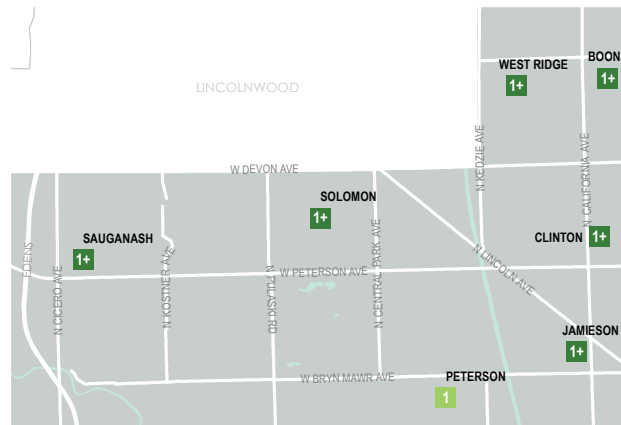 BOON
WEST RIDGE
1+
1+
LINCOLNWOOD
N KEDZIE AVE
N CALIFORNIA AVE
W DEVON AVE
SOLOMON
1+
SAUGANASH
1+
CLINTON
1+
EDENS
N CICERO AVE
N KOSTNER AVE
N PULASKI RD
W PETERSON AVE
N CENTRAL PARK AVE
N LINCOLN AVE
JAMIESON
1+
W BRYN MAWR AVE
PETERSON
1